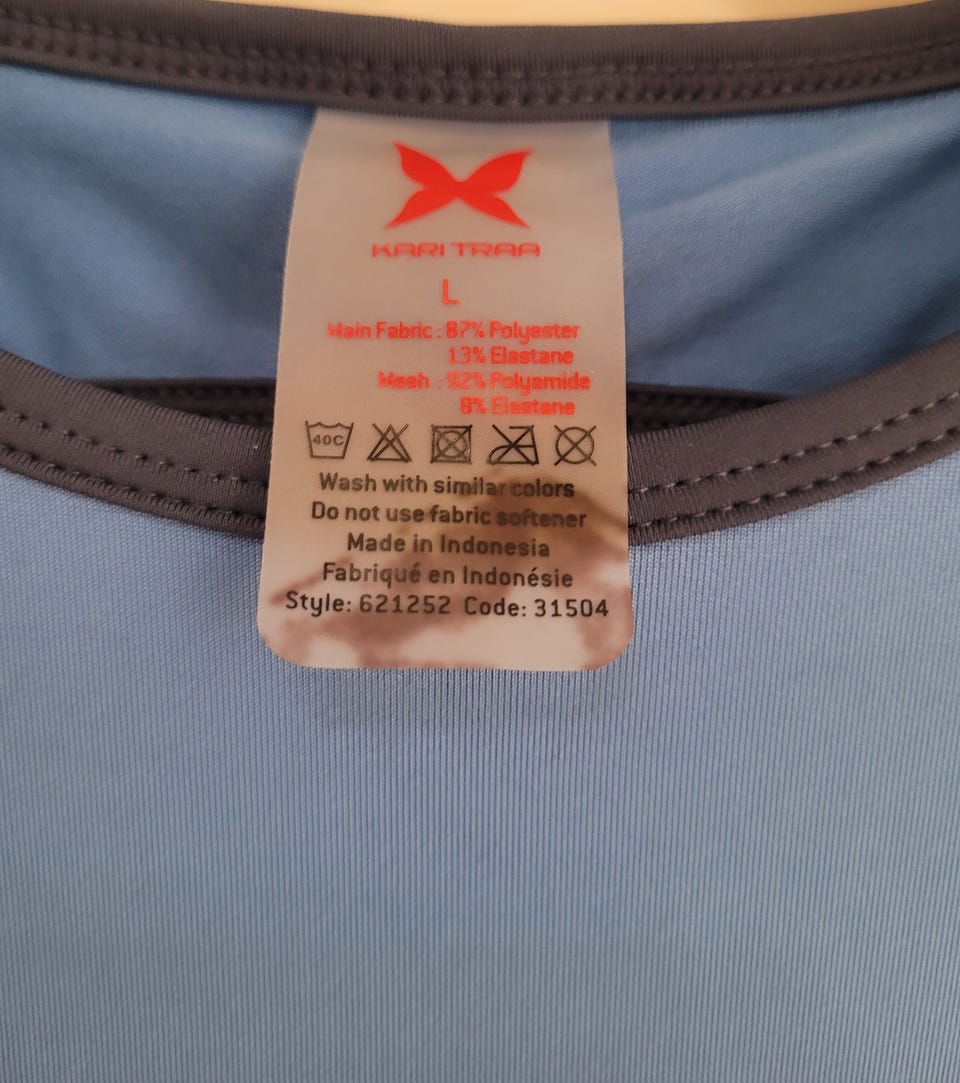 KARI TRAA
L
Main Fabric : 87% Polyester
13% Elastane
Mesh : 92% Polyamide
8% Elastane
40C
Wash with similar colors
Do not use fabric softener
Made in Indonesia
Fabriqué en Indonésie
Style: 621252 Code: 31504